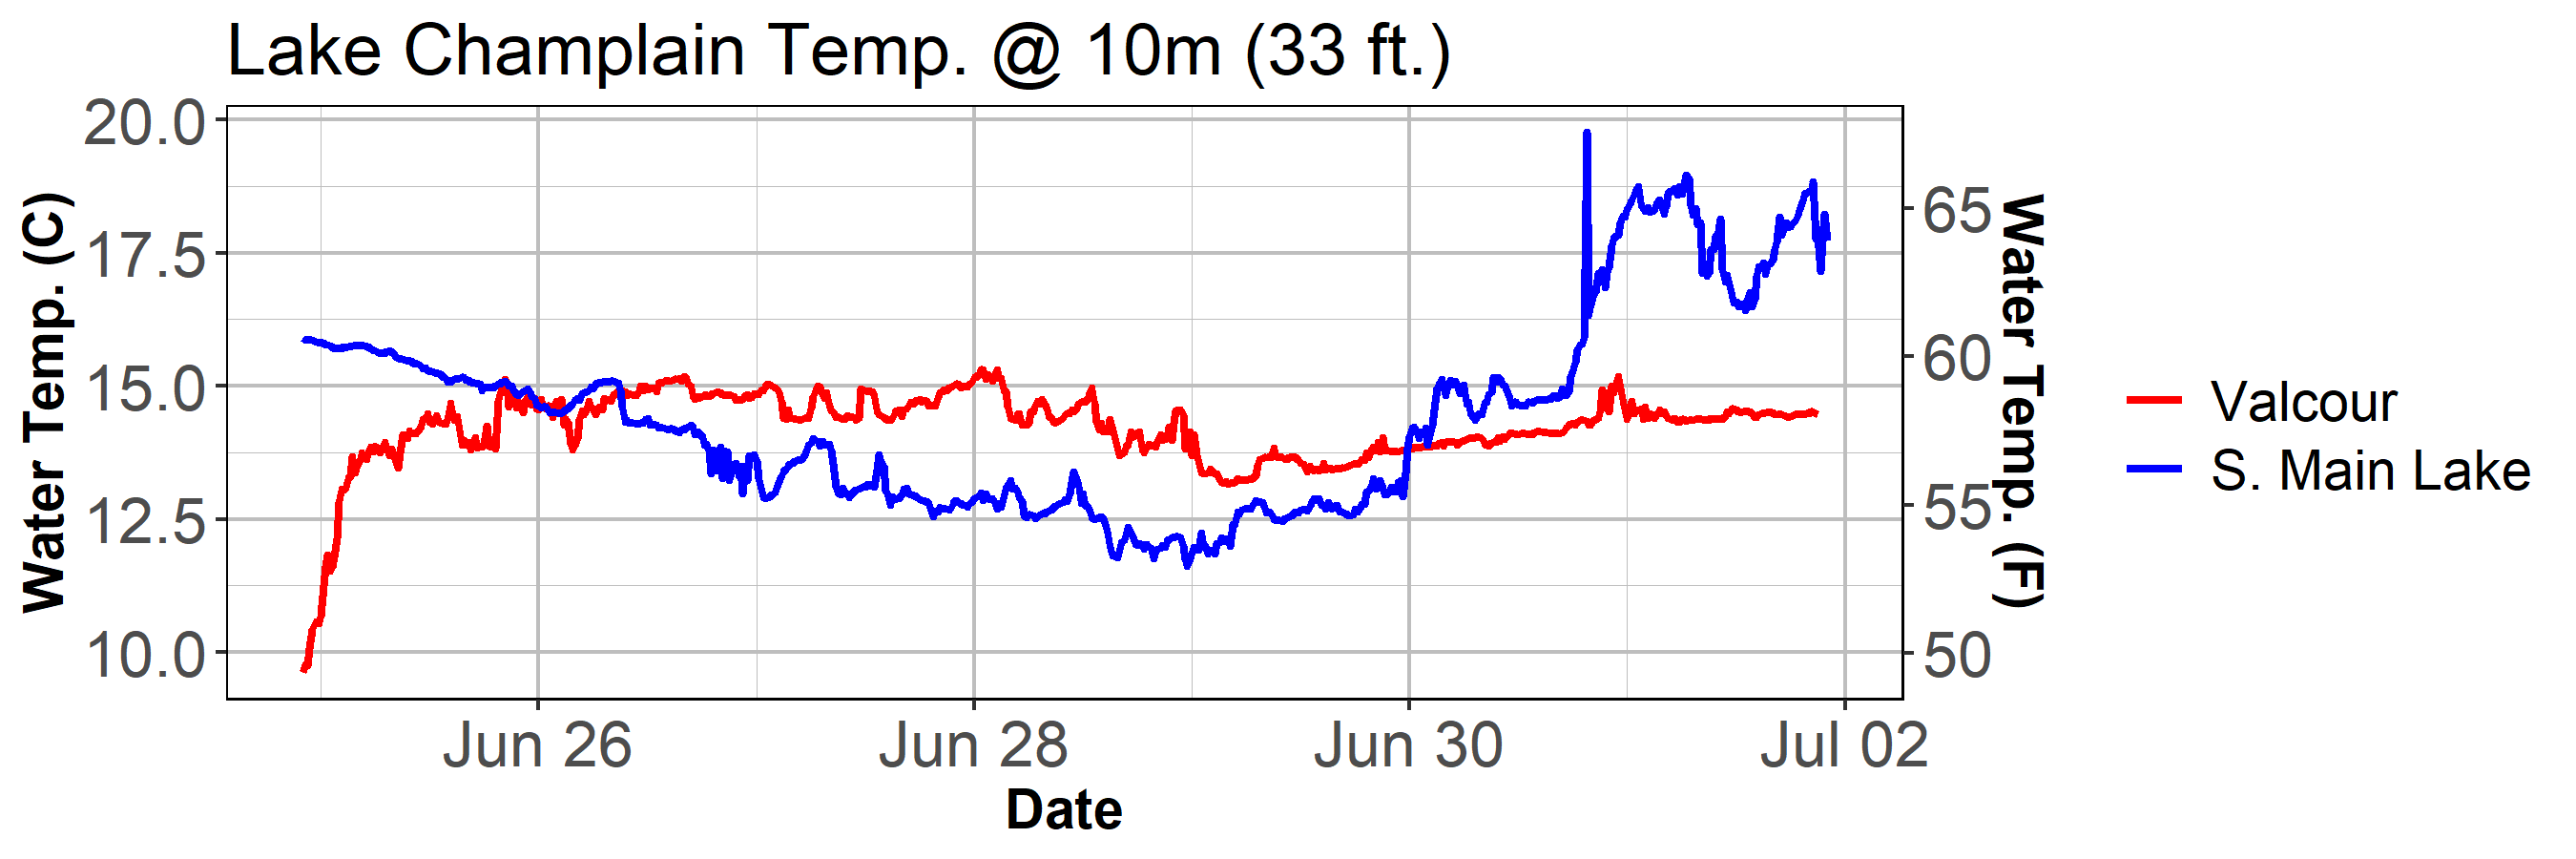 Lake Champlain Temp. @ 10m (33 ft.)
Water Temp. (C)
20.0
17.5
15.0
12.5
10.0
Water Temp. (F)
65
60
55
50
Jun 26
Jun 28
Jun 30
Jul 02
Date
Valcour
S. Main Lake